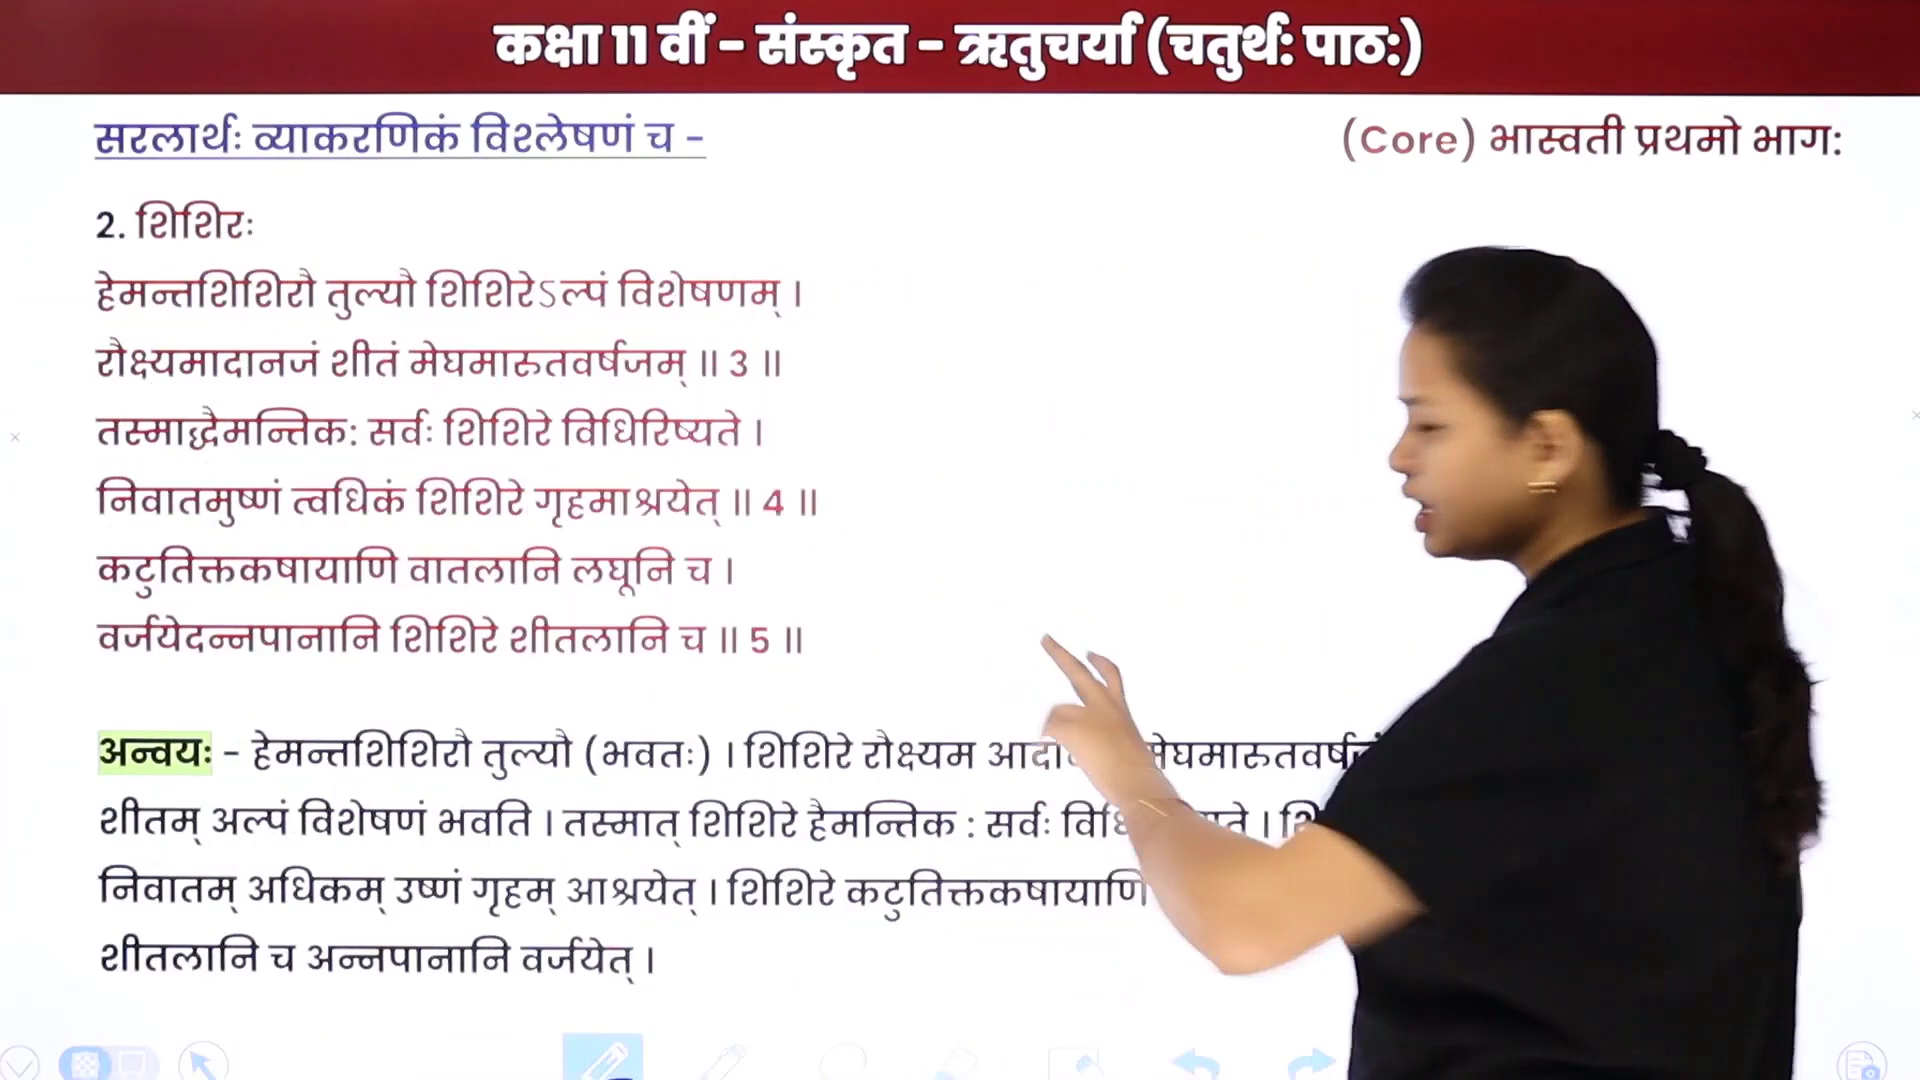 कक्षा 11 वीं - संस्कृत - ऋतुचर्या (चतुर्थ: पाठ:)
सरलार्थः व्याकरणिकं विश्लेषणं च -
(Core) भास्वती प्रथमो भाग:
2. शिशिरः
हेमन्तशिशिरौ तुल्यौ शिशिरेऽल्पं विशेषणम् ।
रौक्ष्यमादानजं शीतं मेघमारुतवर्षजम् ॥ 3 ॥
तस्माद्धैमन्तिक: सर्वः शिशिरे विधिरिष्यते ।
निवातमुष्णं त्वधिकं शिशिरे गृहमाश्रयेत् ॥ 4 ॥
कटुतिक्तकषायाणि वातलानि लघूनि च ।
वर्जयेदन्नपानानि शिशिरे शीतलानि च ॥ 5 ॥
अन्वयः - हेमन्तशिशिरौ तुल्यौ (भवतः) । शिशिरे रौक्ष्यम
शीतम् अल्पं विशेषणं भवति । तस्मात् शिशिरे हैमन्तिक : सर्वः
निवातम् अधिकम् उष्णं गृहम् आश्रयेत् । शिशिरे कटुतिक्तकषायाणि
शीतलानि च अन्नपानानि वर्जयेत् ।